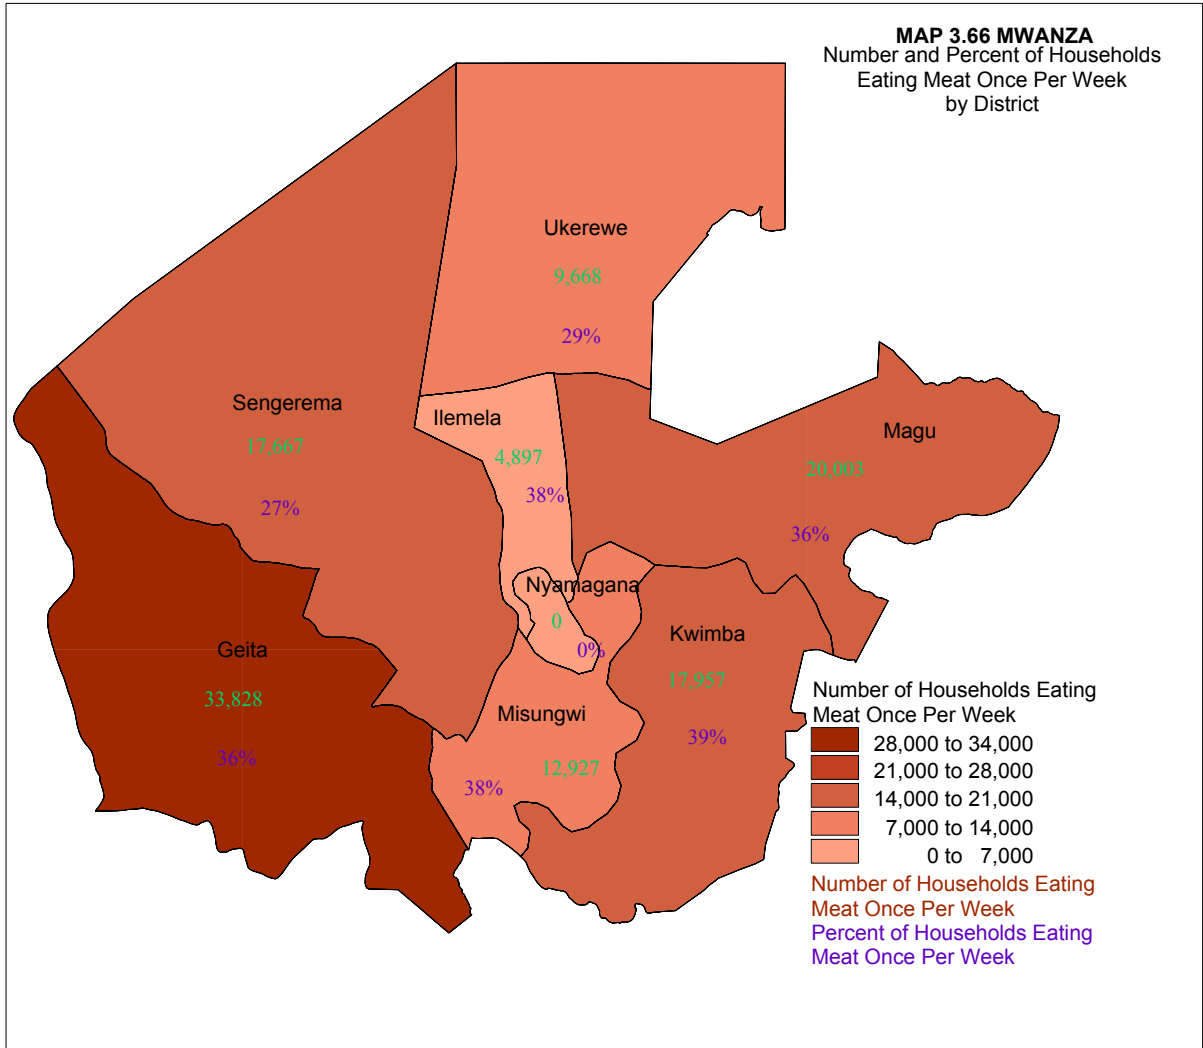 MAP 3.66 MWANZA
Number and Percent of Households
Eating Meat Once Per Week
by District
Ukerewe
9,668
29%
Sengerema
17,667
27%
Ilemela
4,897
38%
Magu
20,003
36%
Nyamagana
0
0%
Kwimba
17,957
39%
Geita
33,828
36%
Misungwi
12,927
38%
Number of Households Eating
Meat Once Per Week
28,000 to 34,000
21,000 to 28,000
14,000 to 21,000
7,000 to 14,000
0 to 7,000
Number of Households Eating
Meat Once Per Week
Percent of Households Eating
Meat Once Per Week